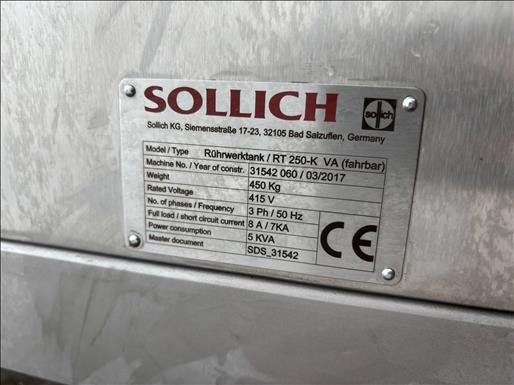 SOLLICH
sollich
Sollich KG, Siemensstraße 17-23, 32105 Bad Salzuflen, Germany
Model / Type Rührwerktank / RT 250-K VA (fahrbar)
Machine No. / Year of constr. 31542 060 / 03/2017
Weight 450 Kg
Rated Voltage 415 V
No. of phases / Frequency 3 Ph / 50 Hz
Full load / short circuit current 8 A / 7KA
Power consumption 5 KVA
Master document SDS_31542
CE